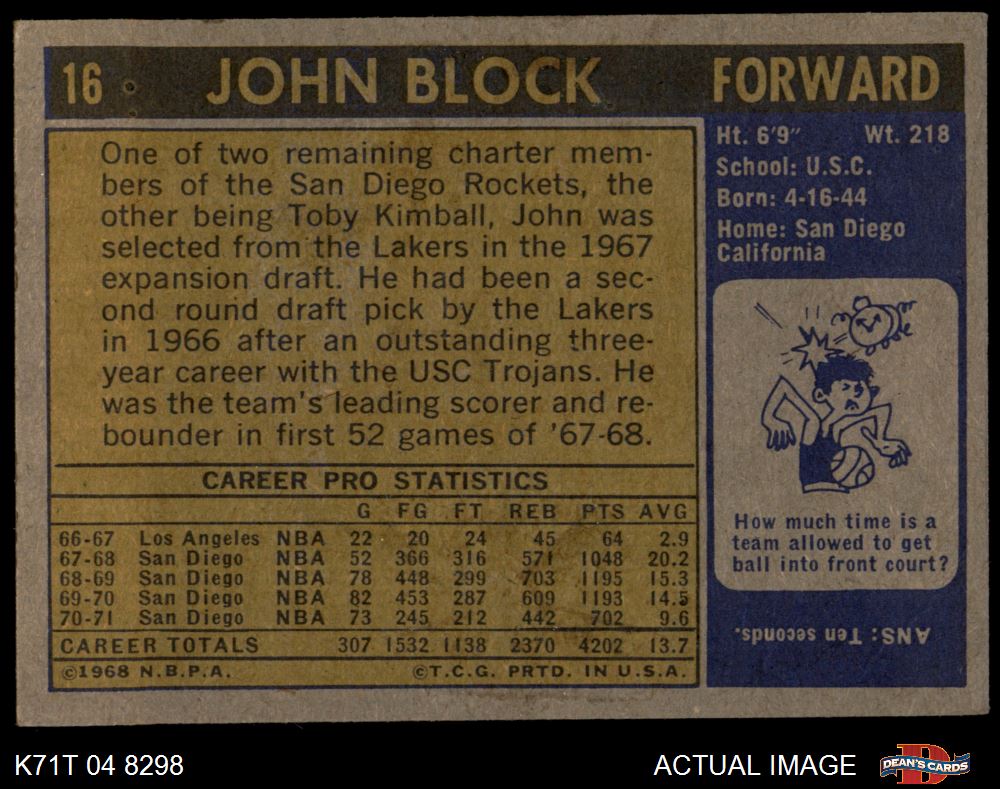 16 JOHN BLOCK FORWARD
One of two remaining charter mem-
bers of the San Diego Rockets, the
other being Toby Kimball, John was
selected from the Lakers in the 1967
expansion draft. He had been a sec-
ond round draft pick by the Lakers
in 1966 after an outstanding three-
year career with the USC Trojans. He
was the team's leading scorer and re-
bounder in first 52 games of '67-68.
CAREER PRO STATISTICS
G FG FT REB PTS AVG
66-67 Los Angeles NBA 22 20 24 45 64 2.9
67-68 San Diego NBA 52 366 316 571 1048 20.2
68-69 San Diego NBA 78 448 299 703 1195 15.3
69-70 San Diego NBA 82 453 287 609 1193 14.5
70-71 San Diego NBA 73 245 212 442 702 9.6
CAREER TOTALS 307 1532 1138 2370 4202 13.7
©1968 N.B.P.A. ©T.C.G. PRTD. IN U.S.A.
Ht. 6'9" Wt. 218
School: U.S.C.
Born: 4-16-44
Home: San Diego
California
How much time is a
team allowed to get
ball into front court?
ANS: Ten seconds.
K71T 04 8298 ACTUAL IMAGE DEAN'S CARDS